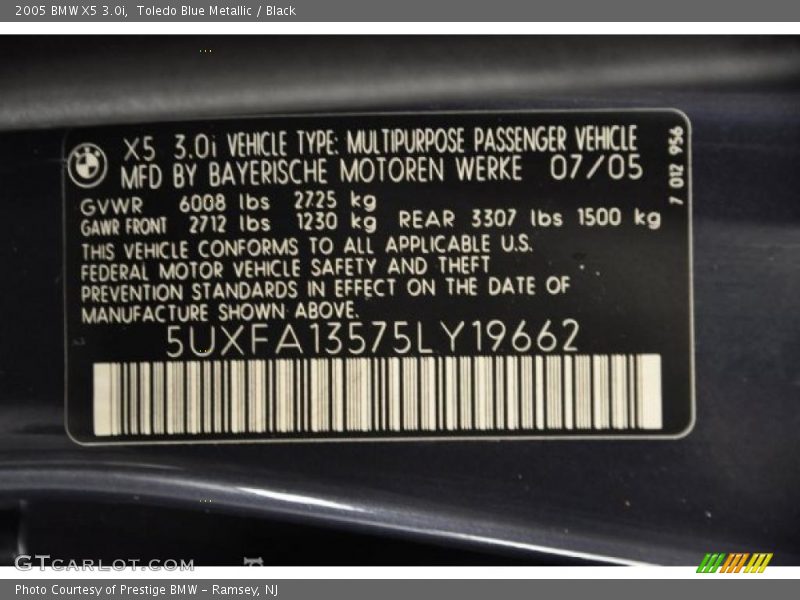 2005 BMW X5 3.0i, Toledo Blue Metallic / Black
X5 3.0i VEHICLE TYPE: MULTIPURPOSE PASSENGER VEHICLE
MFD BY BAYERISCHE MOTOREN WERKE 07/05
7 012 956
GVWR 6008 lbs 2725 kg
GAWR FRONT 2712 lbs 1230 kg REAR 3307 lbs 1500 kg
THIS VEHICLE CONFORMS TO ALL APPLICABLE U.S.
FEDERAL MOTOR VEHICLE SAFETY AND THEFT
PREVENTION STANDARDS IN EFFECT ON THE DATE OF
MANUFACTURE SHOWN ABOVE.
5UXFA13575LY19662
GTCARLOT.COM
Photo Courtesy of Prestige BMW - Ramsey, NJ